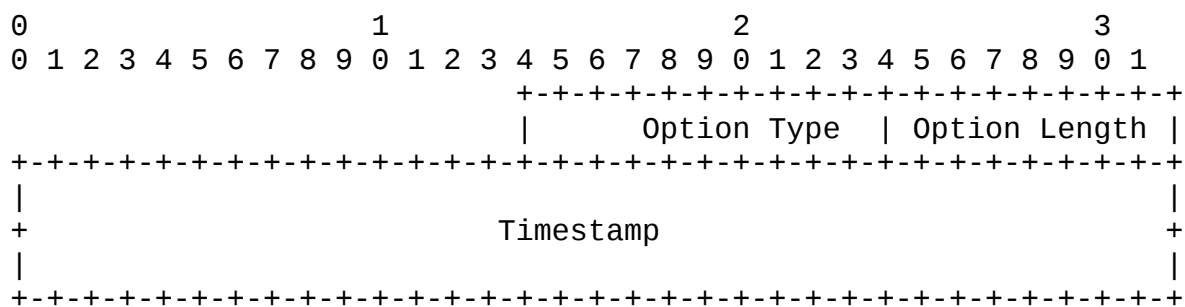 0                   1                   2                   3
0 1 2 3 4 5 6 7 8 9 0 1 2 3 4 5 6 7 8 9 0 1 2 3 4 5 6 7 8 9 0 1
                            +-+-+-+-+-+-+-+-+-+-+-+-+-+-+-+-+-+-+
                            |      Option Type  | Option Length |
+-+-+-+-+-+-+-+-+-+-+-+-+-+-+-+-+-+-+-+-+-+-+-+-+-+-+-+-+-+-+-+-+
|                                                               |
+                          Timestamp                            +
|                                                               |
+-+-+-+-+-+-+-+-+-+-+-+-+-+-+-+-+-+-+-+-+-+-+-+-+-+-+-+-+-+-+-+-+